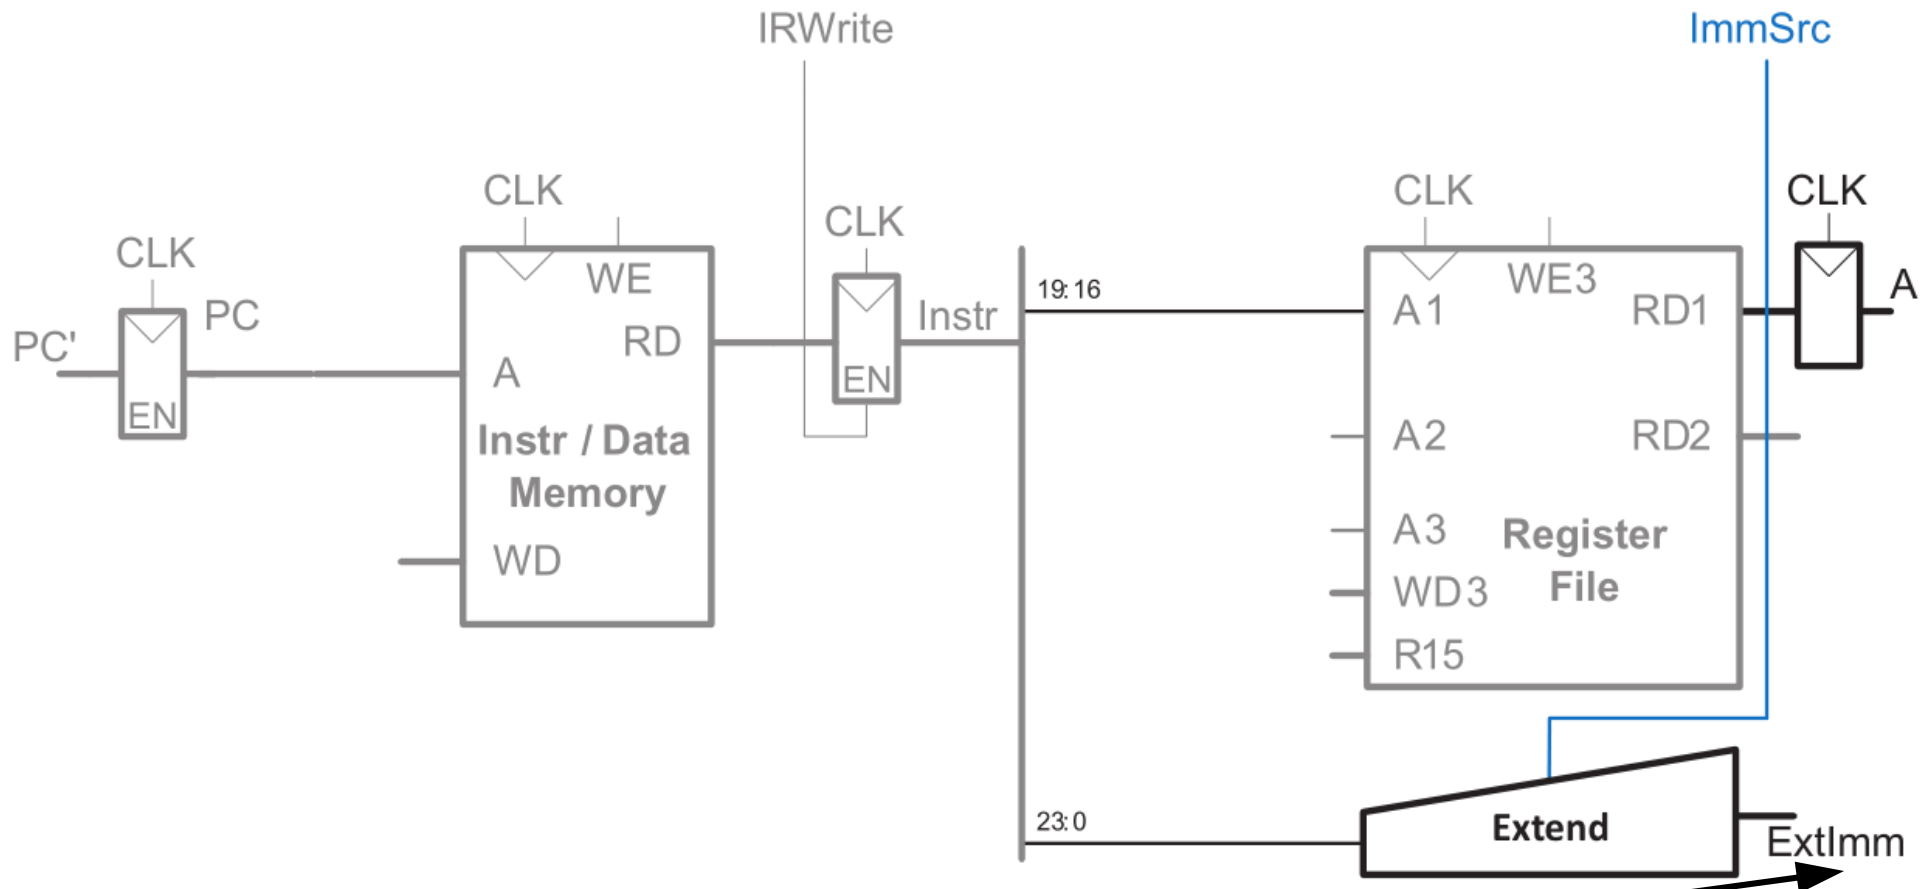 IRWrite
ImmSrc
CLK
CLK
CLK
CLK
CLK
PC'
PC
EN
WE
RD
A
Instr / Data
Memory
WD
EN
Instr
19:16
A1
WE3
RD1
A
A2
RD2
A3
Register
File
WD3
R15
23:0
Extend
ExtImm